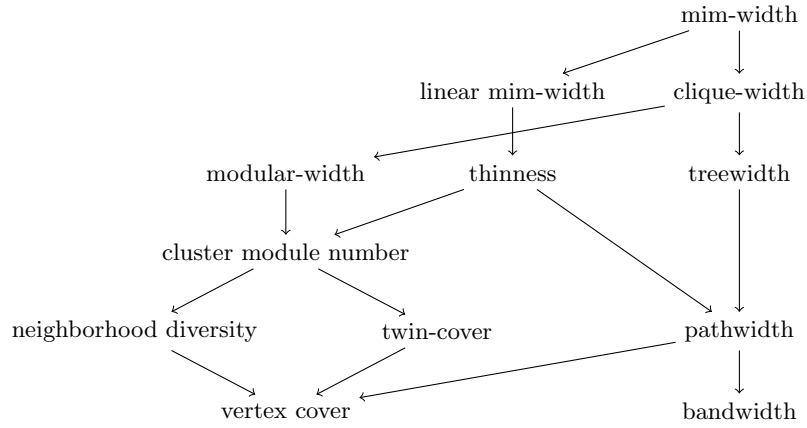 mim-width
linear mim-width
clique-width
modular-width
thinness
treewidth
cluster module number
neighborhood diversity
twin-cover
pathwidth
vertex cover
bandwidth